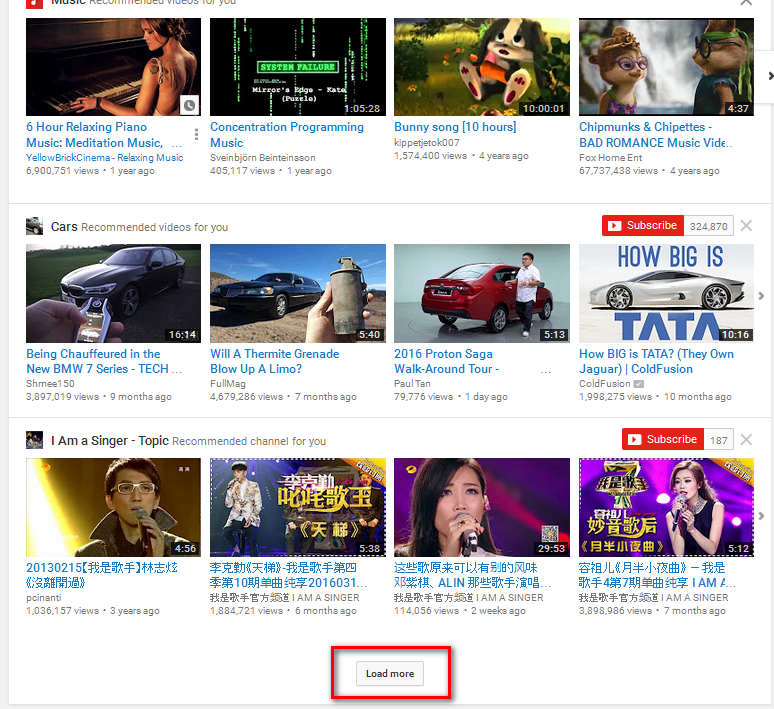 Music Recommended videos for you
SYSTEM FAILURE
Mirror's Edge - Kate
(Puzzle)
1:05:28
10:00:01
4:37
6 Hour Relaxing Piano
Music: Meditation Music, ...
YellowBrickCinema - Relaxing Music
6,900,751 views • 1 year ago
Concentration Programming
Music
Sveinbjörn Beinteinsson
405,117 views • 1 year ago
Bunny song [10 hours]
kippetjetok007
1,574,400 views • 4 years ago
Chipmunks & Chipettes -
BAD ROMANCE Music Vide..
Fox Home Ent
67,737,438 views • 4 years ago
Cars Recommended videos for you
Subscribe 324,870
16:14
5:40
5:13
HOW BIG IS
TATA
10:16
Being Chauffeured in the
New BMW 7 Series - TECH ...
Shmee150
3,897,019 views • 9 months ago
Will A Thermite Grenade
Blow Up A Limo?
FullMag
4,679,286 views • 7 months ago
2016 Proton Saga
Walk-Around Tour - ...
Paul Tan
79,776 views • 1 day ago
How BIG is TATA? (They Own
Jaguar) | ColdFusion
ColdFusion
1,998,275 views • 10 months ago
I Am a Singer - Topic Recommended channel for you
Subscribe 187
4:56
李克勤
叱咤歌王
《天梯》
5:38
29:53
我是歌手
容祖儿
妙音歌后
《月半小夜曲》
5:12
20130215【我是歌手】林志炫
《沒離開過》
pcinanti
1,036,157 views • 3 years ago
李克勤《天梯》-我是歌手第四
季第10期单曲纯享2016031...
我是歌手官方频道 I AM A SINGER
1,884,721 views • 6 months ago
这些歌原来可以有别的风味
邓紫棋、ALIN 那些歌手演唱...
我是歌手官方频道 I AM A SINGER
114,056 views • 2 weeks ago
容祖儿《月半小夜曲》 — 我是
歌手4第7期单曲纯享 I AM A...
我是歌手官方频道 I AM A SINGER
3,898,986 views • 7 months ago
Load more